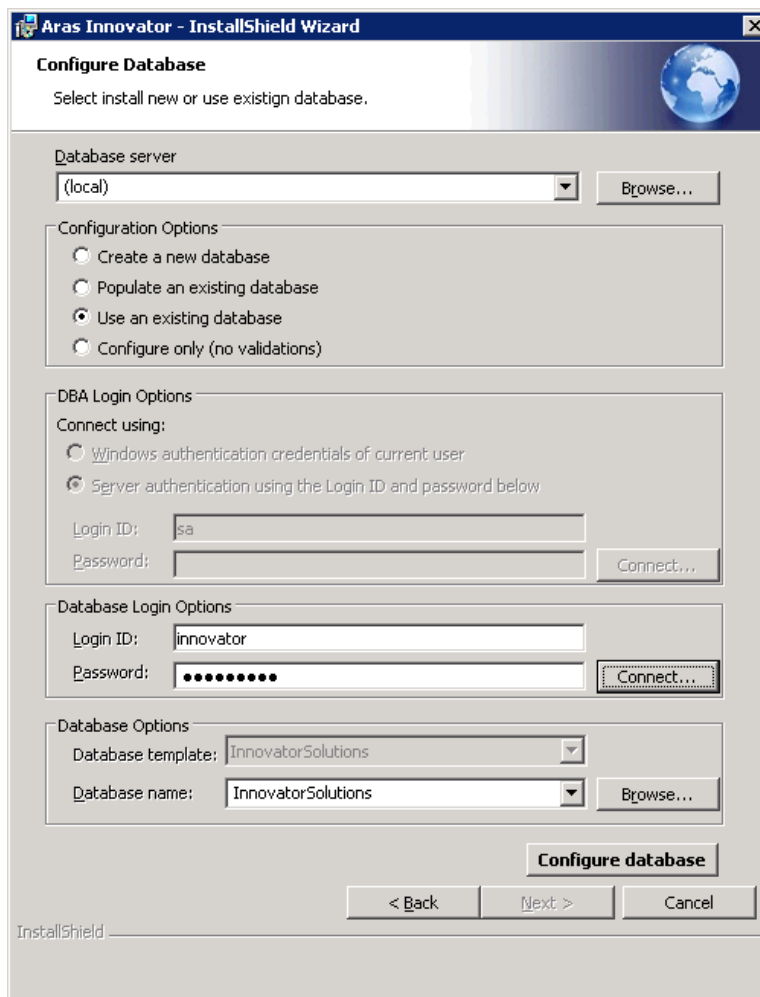 Aras Innovator - InstallShield Wizard
Configure Database
Select install new or use existign database.
Database server
(local)
Browse...
Configuration Options
Create a new database
Populate an existing database
Use an existing database
Configure only (no validations)
DBA Login Options
Connect using:
Windows authentication credentials of current user
Server authentication using the Login ID and password below
Login ID: sa
Password:
Connect...
Database Login Options
Login ID: innovator
Password: ●●●●●●●●●
Connect...
Database Options
Database template: InnovatorSolutions
Database name: InnovatorSolutions
Browse...
Configure database
< Back Next > Cancel
InstallShield